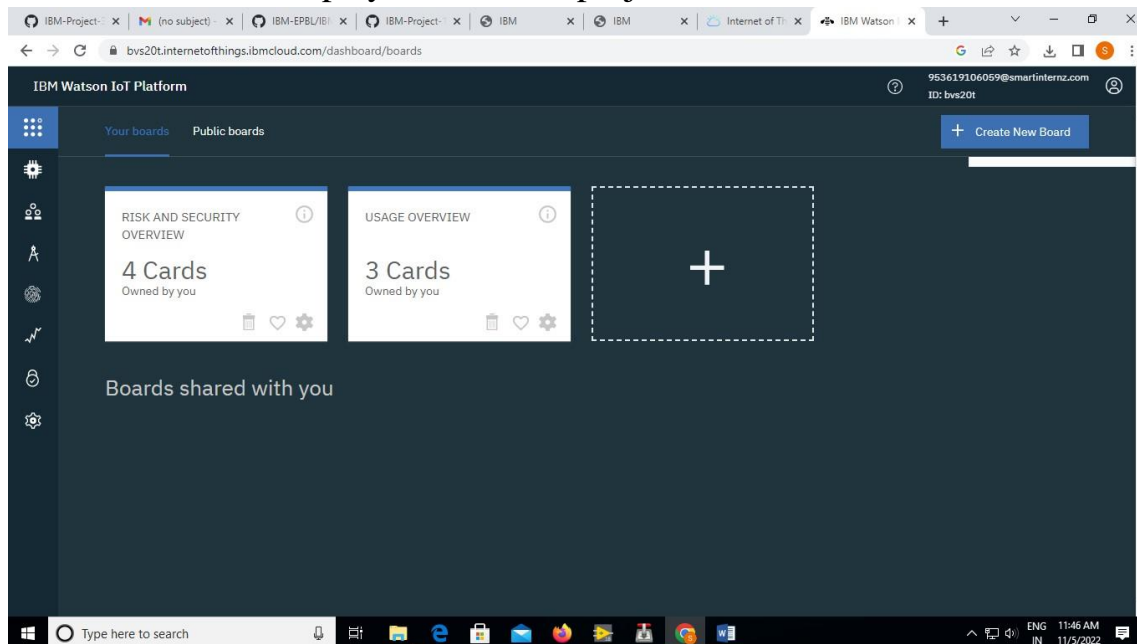 IBM-Project-
(no subject) -
IBM-EPBL/IB
IBM-Project-
IBM
IBM
Internet of Th
IBM Watson
bvs20t.internetofthings.ibmcloud.com/dashboard/boards
IBM Watson IoT Platform
953619106059@smartinternz.com
ID: bvs20t
Your boards Public boards
+ Create New Board
RISK AND SECURITY
OVERVIEW
4 Cards
Owned by you
USAGE OVERVIEW
3 Cards
Owned by you
Boards shared with you
Type here to search
ENG 11:46 AM
IN 11/5/2022